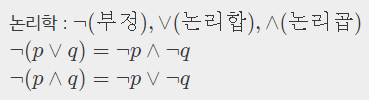 논리학 : ¬(부정), ∨(논리합), ∧(논리곱)
¬(p ∨ q) = ¬p ∧ ¬q
¬(p ∧ q) = ¬p ∨ ¬q